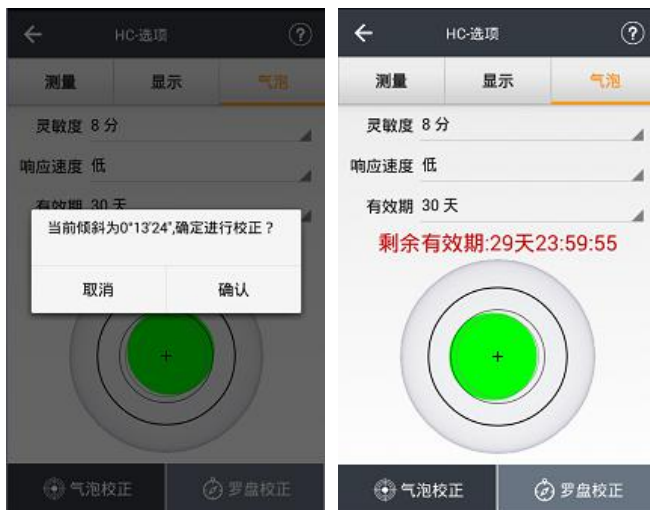 HC-选项
?
测量 显示 气泡
灵敏度 8 分
响应速度 低
有效期 30 天
当前倾斜为0°13'24",确定进行校正？
取消 确认
气泡校正 罗盘校正
HC-选项
?
测量 显示 气泡
灵敏度 8 分
响应速度 低
有效期 30 天
剩余有效期:29天23:59:55
气泡校正 罗盘校正